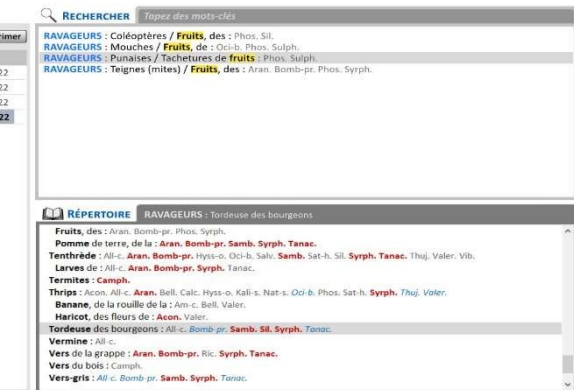 rimer
22
22
22
22
RECHERCHER Tapez des mots-clés
RAVAGEURS : Coléoptères / Fruits, des : Phos. Sil.
RAVAGEURS : Mouches / Fruits, de : Oci-b. Phos. Sulph.
RAVAGEURS : Punaises / Tachetures de fruits : Phos. Sulph.
RAVAGEURS : Teignes (mites) / Fruits, des : Aran. Bomb-pr. Phos. Syrph.
RÉPERTOIRE RAVAGEURS : Tordeuse des bourgeons
Fruits, des : Aran. Bomb-pr. Phos. Syrph.
Pomme de terre, de la : Aran. Bomb-pr. Samb. Syrph. Tanac.
Tenthrède : All-c. Aran. Bomb-pr. Hyss-o. Oci-b. Salv. Samb. Sat-h. Sil. Syrph. Tanac. Thuj. Valer. Vib.
Larves de : All-c. Aran. Bomb-pr. Syrph. Tanac.
Termites : Camph.
Thrips : Acon. All-c. Aran. Bell. Calc. Hyss-o. Kali-s. Nat-s. Oci-b. Phos. Sat-h. Syrph. Thuj. Valer.
Banane, de la rouille de la : Am-c. Bell. Valer.
Haricot, des fleurs de : Acon. Valer.
Tordeuse des bourgeons : All-c. Bomb-pr. Samb. Sil. Syrph. Tanac.
Vermine : All-c.
Vers de la grappe : Aran. Bomb-pr. Ric. Syrph. Tanac.
Vers du bois : Camph.
Vers-gris : All-c. Bomb-pr. Samb. Syrph. Tanac.